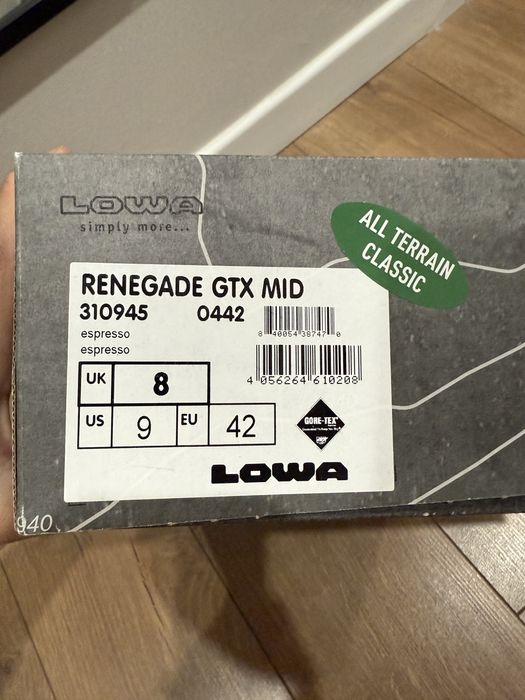 LOWA
simply more...
ALL TERRAIN
CLASSIC
RENEGADE GTX MID
310945 0442
espresso
espresso
8 40054 38747 0
4 056264 610208
UK 8
US 9 EU 42
GORE-TEX
LOWA
940